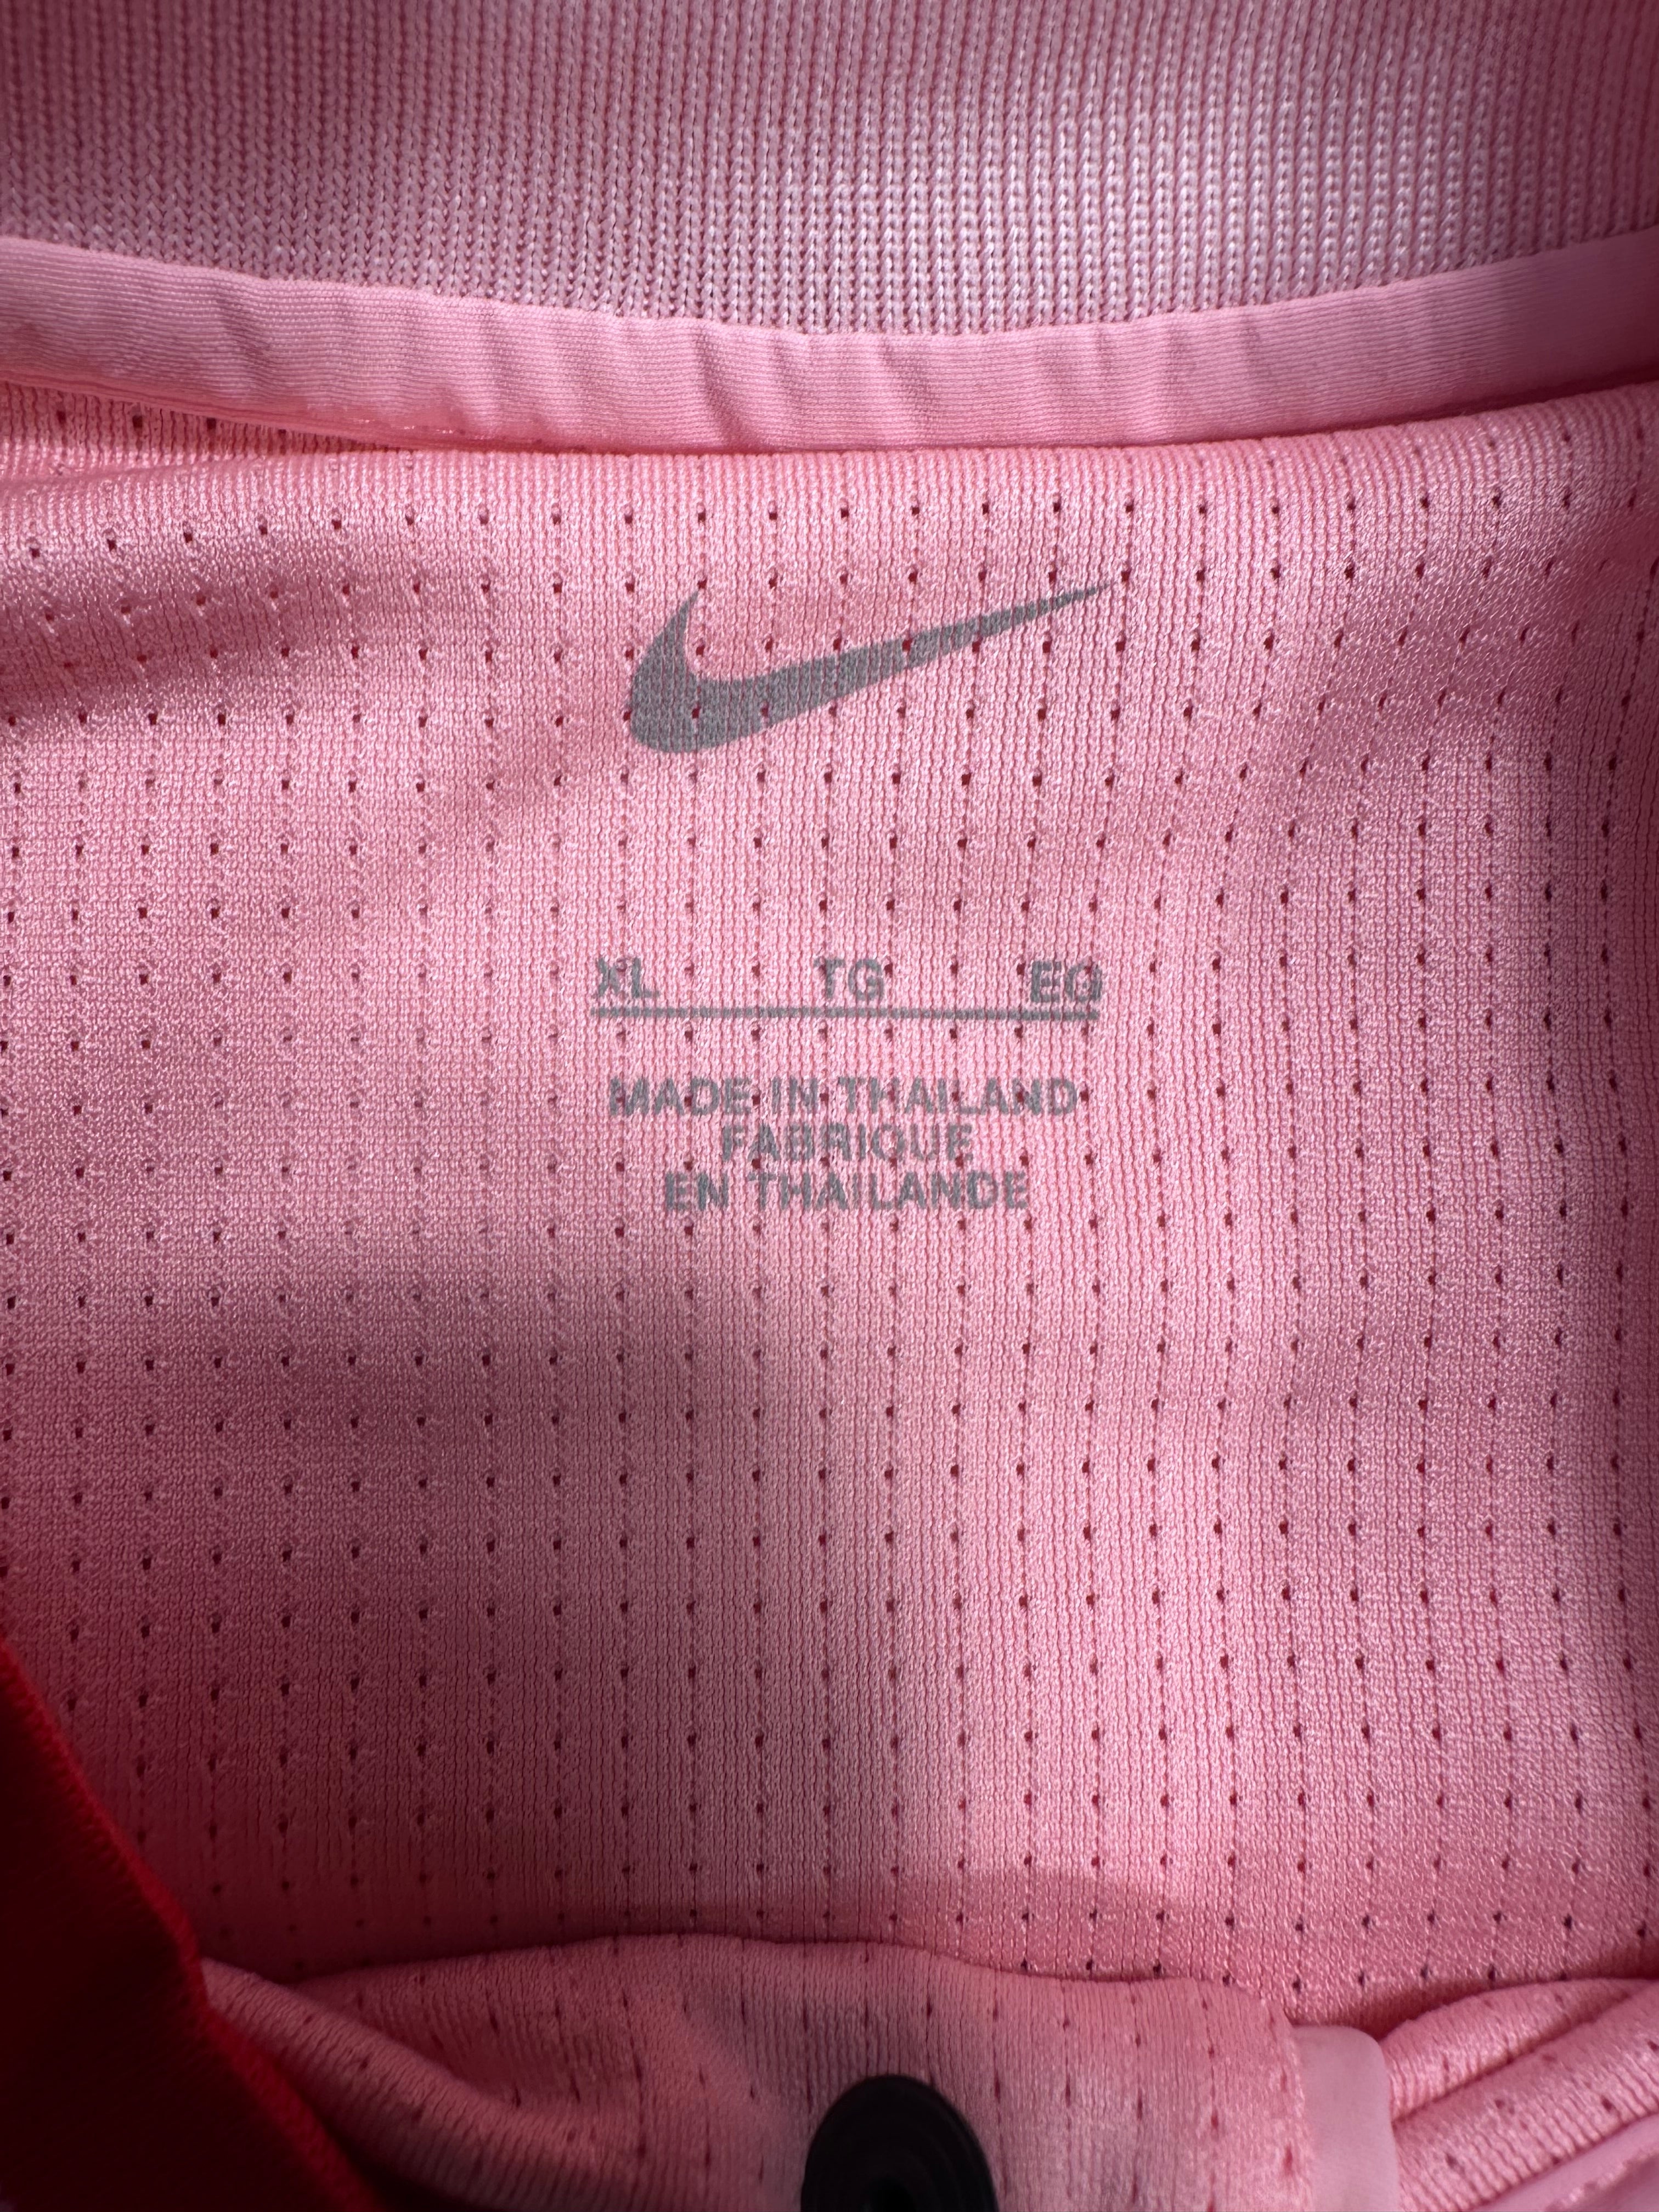 XL TG EG
MADE IN THAILAND
FABRIQUE
EN THAILANDE